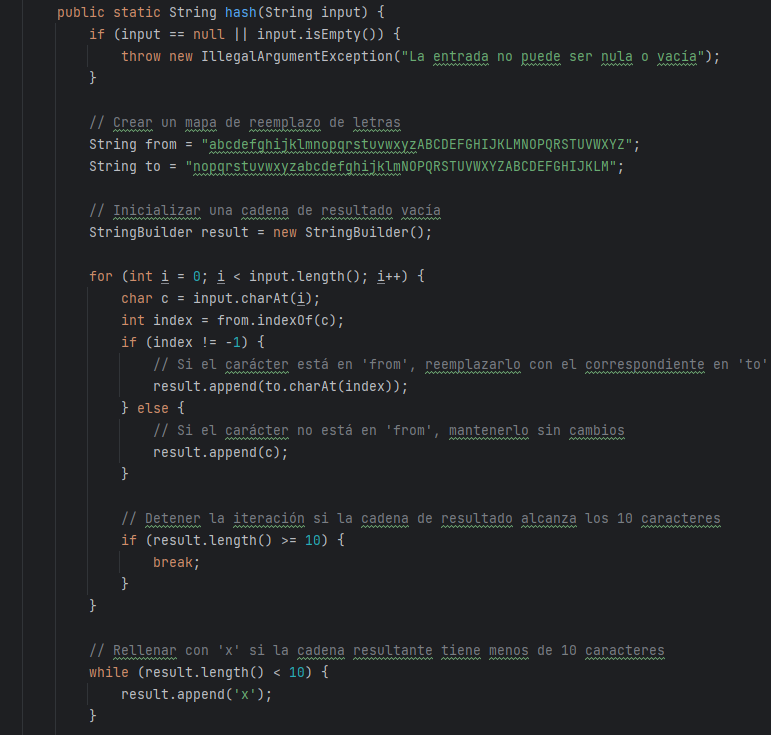 public static String hash(String input) {
    if (input == null || input.isEmpty()) {
        throw new IllegalArgumentException("La entrada no puede ser nula o vacía");
    }

    // Crear un mapa de reemplazo de letras
    String from = "abcdefghijklmnopqrstuvwxyzABCDEFGHIJKLMNOPQRSTUVWXYZ";
    String to = "nopqrstuvwxyzabcdefghijklmNOPQRSTUVWXYZABCDEFGHIJKLM";

    // Inicializar una cadena de resultado vacía
    StringBuilder result = new StringBuilder();

    for (int i = 0; i < input.length(); i++) {
        char c = input.charAt(i);
        int index = from.indexOf(c);
        if (index != -1) {
            // Si el carácter está en 'from', reemplazarlo con el correspondiente en 'to'
            result.append(to.charAt(index));
        } else {
            // Si el carácter no está en 'from', mantenerlo sin cambios
            result.append(c);
        }

        // Detener la iteración si la cadena de resultado alcanza los 10 caracteres
        if (result.length() >= 10) {
            break;
        }
    }

    // Rellenar con 'x' si la cadena resultante tiene menos de 10 caracteres
    while (result.length() < 10) {
        result.append('x');
    }